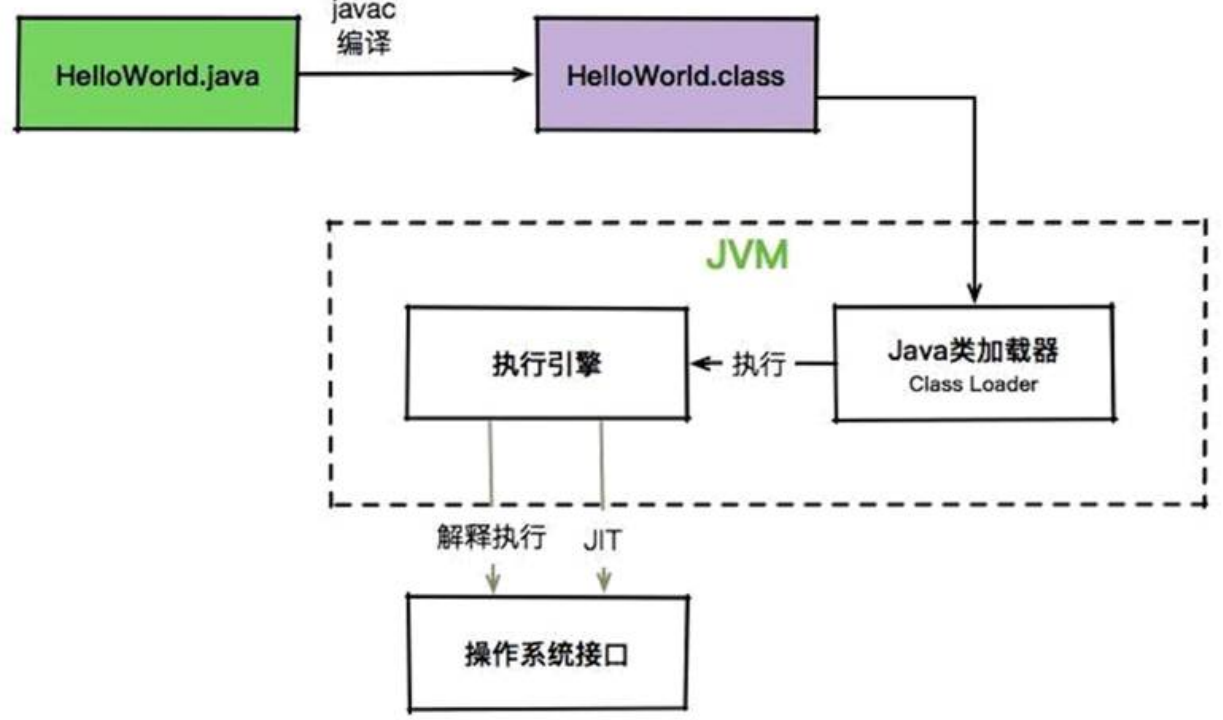 javac
编译
HelloWorld.java
HelloWorld.class
JVM
执行引擎
执行
Java类加载器
Class Loader
解释执行
JIT
操作系统接口